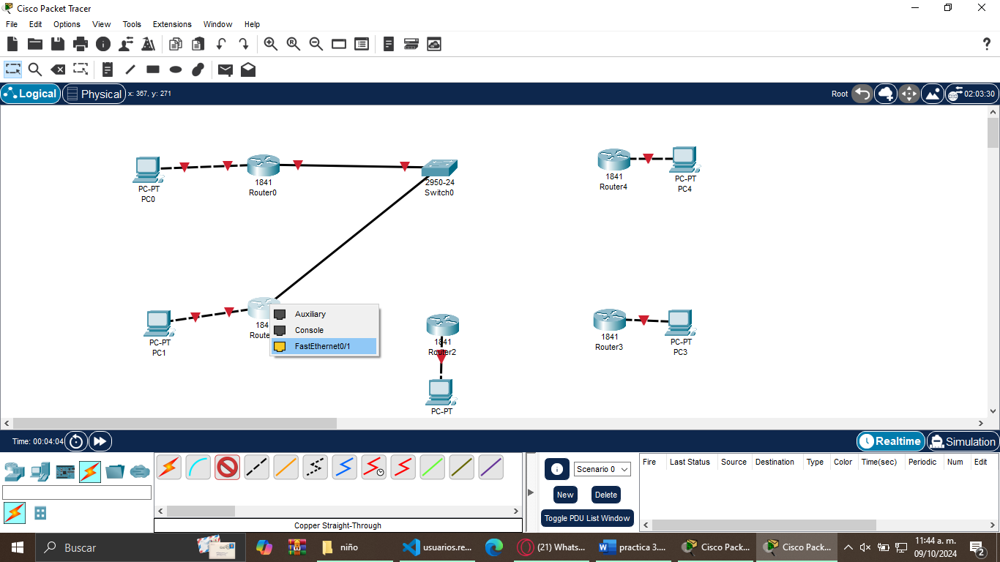 Cisco Packet Tracer
File Edit Options View Tools Extensions Window Help
Logical Physical x: 367, y: 271 Root 02:03:30
PC-PT
PC0
1841
Router0
2950-24
Switch0
1841
Router4
PC-PT
PC4
PC-PT
PC1
184
Route
Auxiliary
Console
FastEthernet0/1
1841
Router2
PC-PT
1841
Router3
PC-PT
PC3
Time: 00:04:04 Realtime Simulation
Scenario 0
New Delete
Toggle PDU List Window
Fire Last Status Source Destination Type Color Time(sec) Periodic Num Edit
Copper Straight-Through
Buscar
niño
usuarios.re...
(21) Whats...
practica 3....
Cisco Pack...
Cisco Pack...
11:44 a. m.
09/10/2024
2